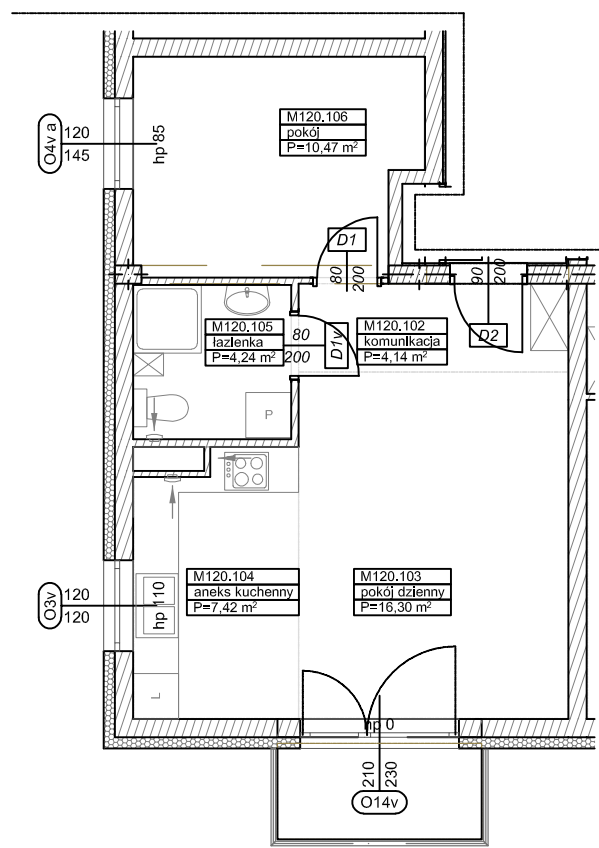 M120.106
pokój
P=10,47 m²
O4v a
120
145
hp 85
D1
80
200
90
200
D2
M120.105
łazienka
P=4,24 m²
80
200
D1v
M120.102
komunikacja
P=4,14 m²
P
M120.104
aneks kuchenny
P=7,42 m²
M120.103
pokój dzienny
P=16,30 m²
O3v
120
120
hp 110
L
hp 0
210
230
O14v